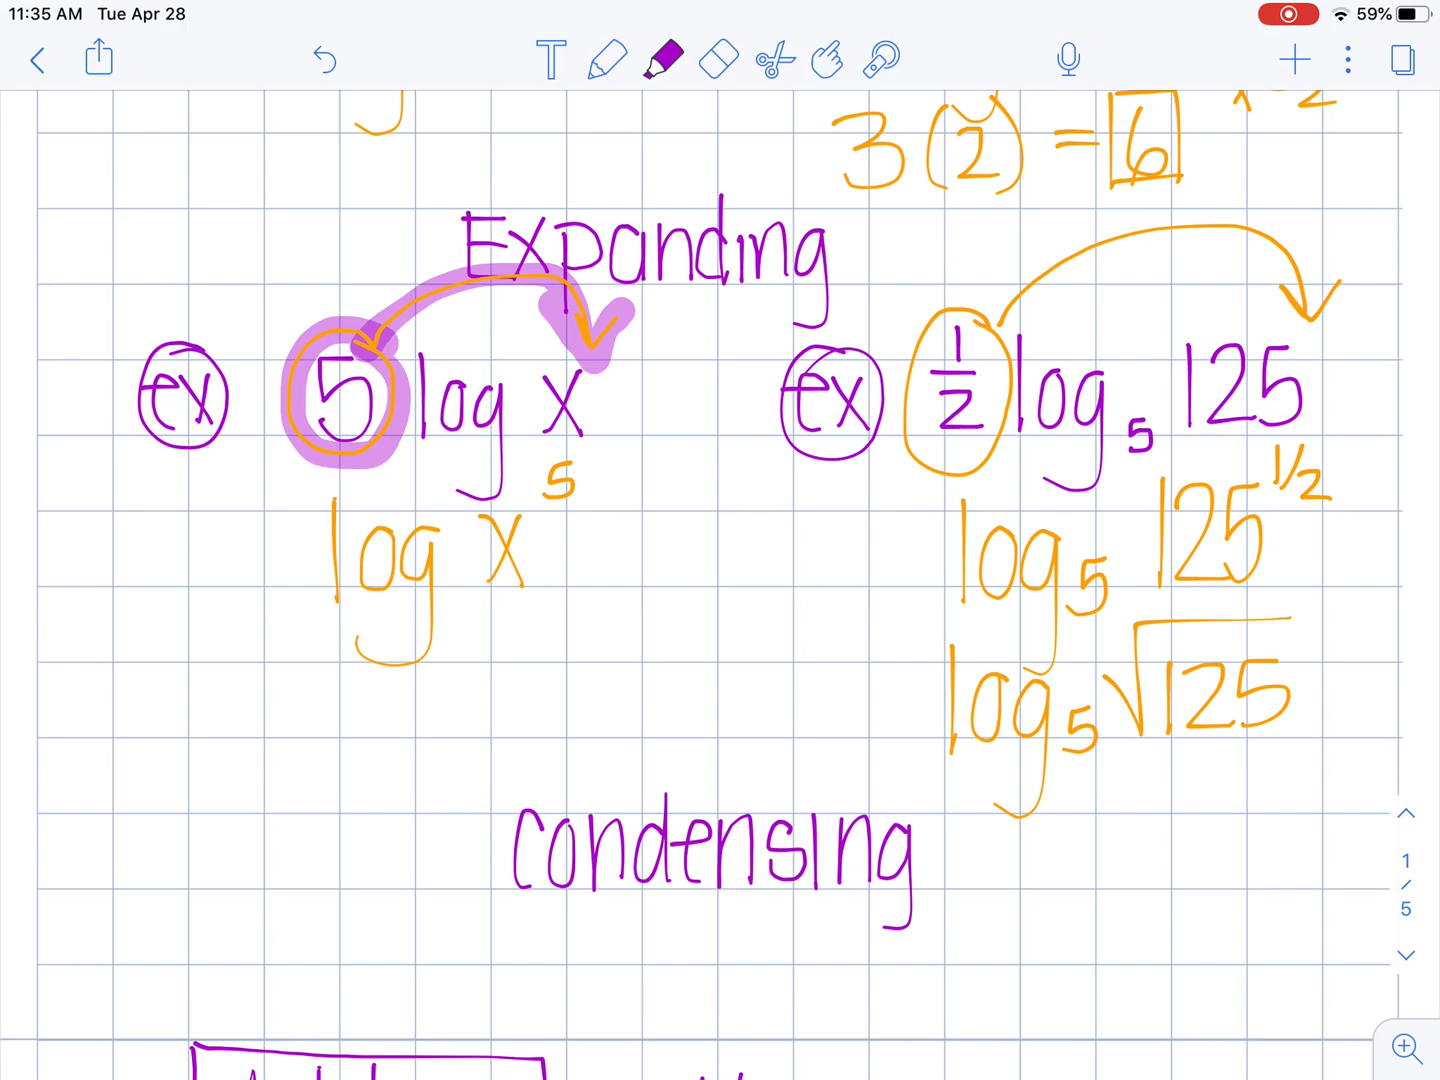 11:35 AM Tue Apr 28 59%
3 (2) = 6
Expanding
ex 5 log x
log x⁵
ex 1/2 log₅ 125
log₅ 125^1/2
log₅ √125
condensing
1
/
5